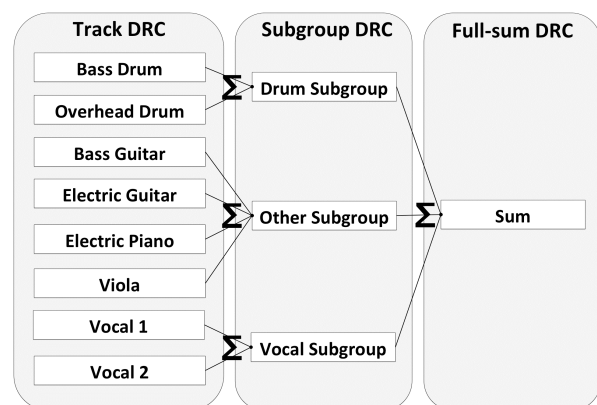 Track DRC
Bass Drum
Overhead Drum
Bass Guitar
Electric Guitar
Electric Piano
Viola
Vocal 1
Vocal 2
Subgroup DRC
Σ
Drum Subgroup
Σ
Other Subgroup
Σ
Vocal Subgroup
Full-sum DRC
Σ
Sum